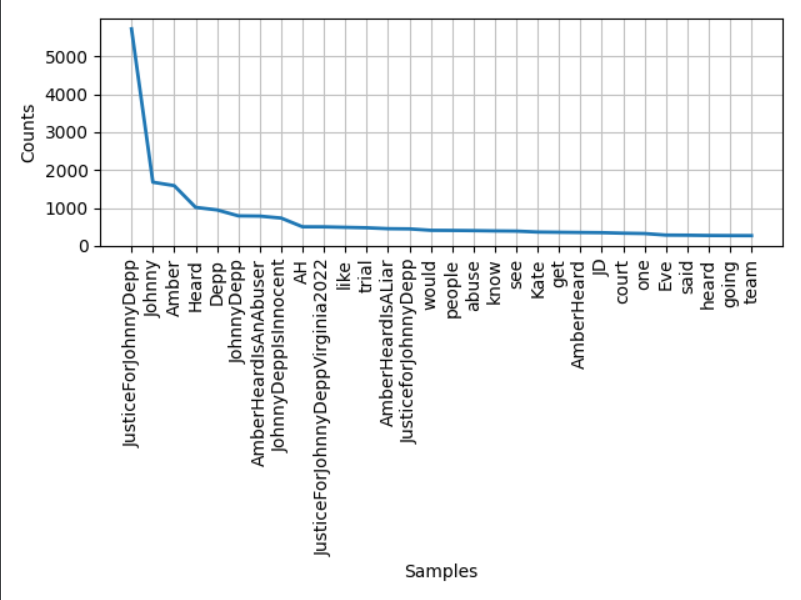 5000
4000
3000
2000
1000
0
Counts
JusticeForJohnnyDepp
Johnny
Amber
Heard
Depp
JohnnyDepp
AmberHeardIsAnAbuser
JohnnyDeppIsInnocent
AH
JusticeForJohnnyDeppVirginia2022
like
trial
AmberHeardIsALiar
JusticeforJohnnyDepp
would
people
abuse
know
see
Kate
get
AmberHeard
JD
court
one
Eve
said
heard
going
team
Samples